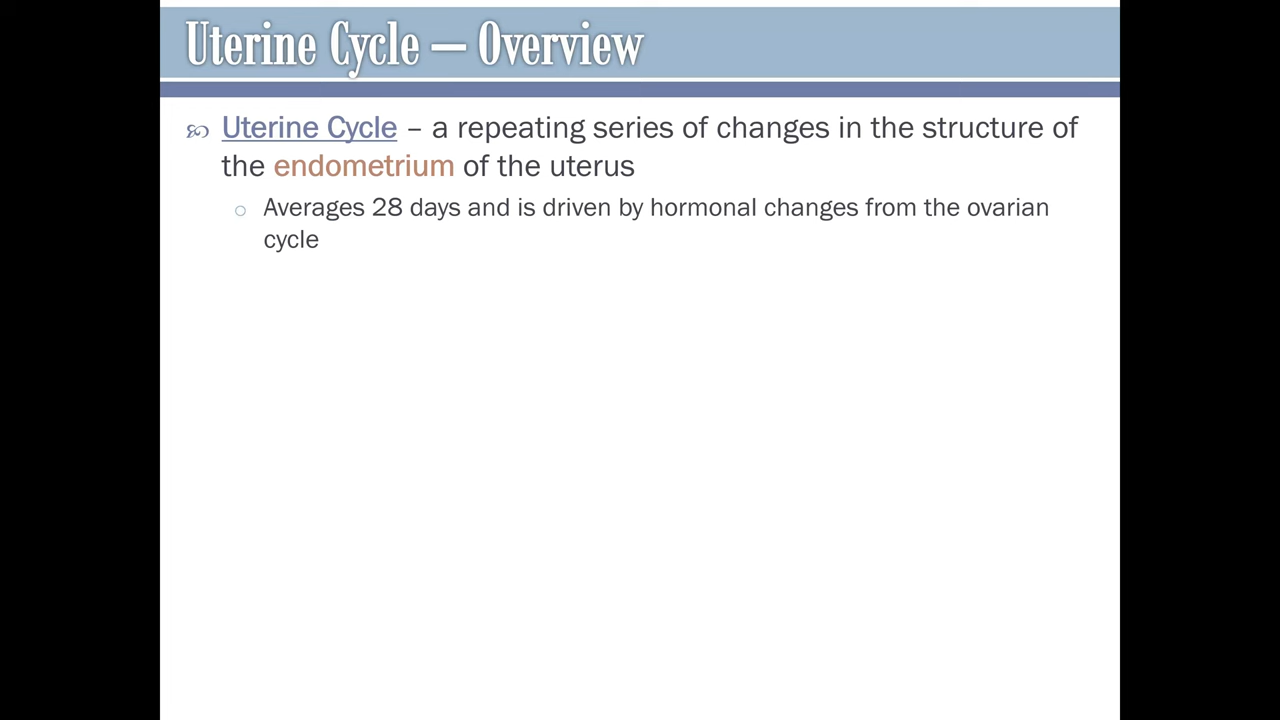 Uterine Cycle — Overview
Uterine Cycle – a repeating series of changes in the structure of
the endometrium of the uterus
Averages 28 days and is driven by hormonal changes from the ovarian
cycle